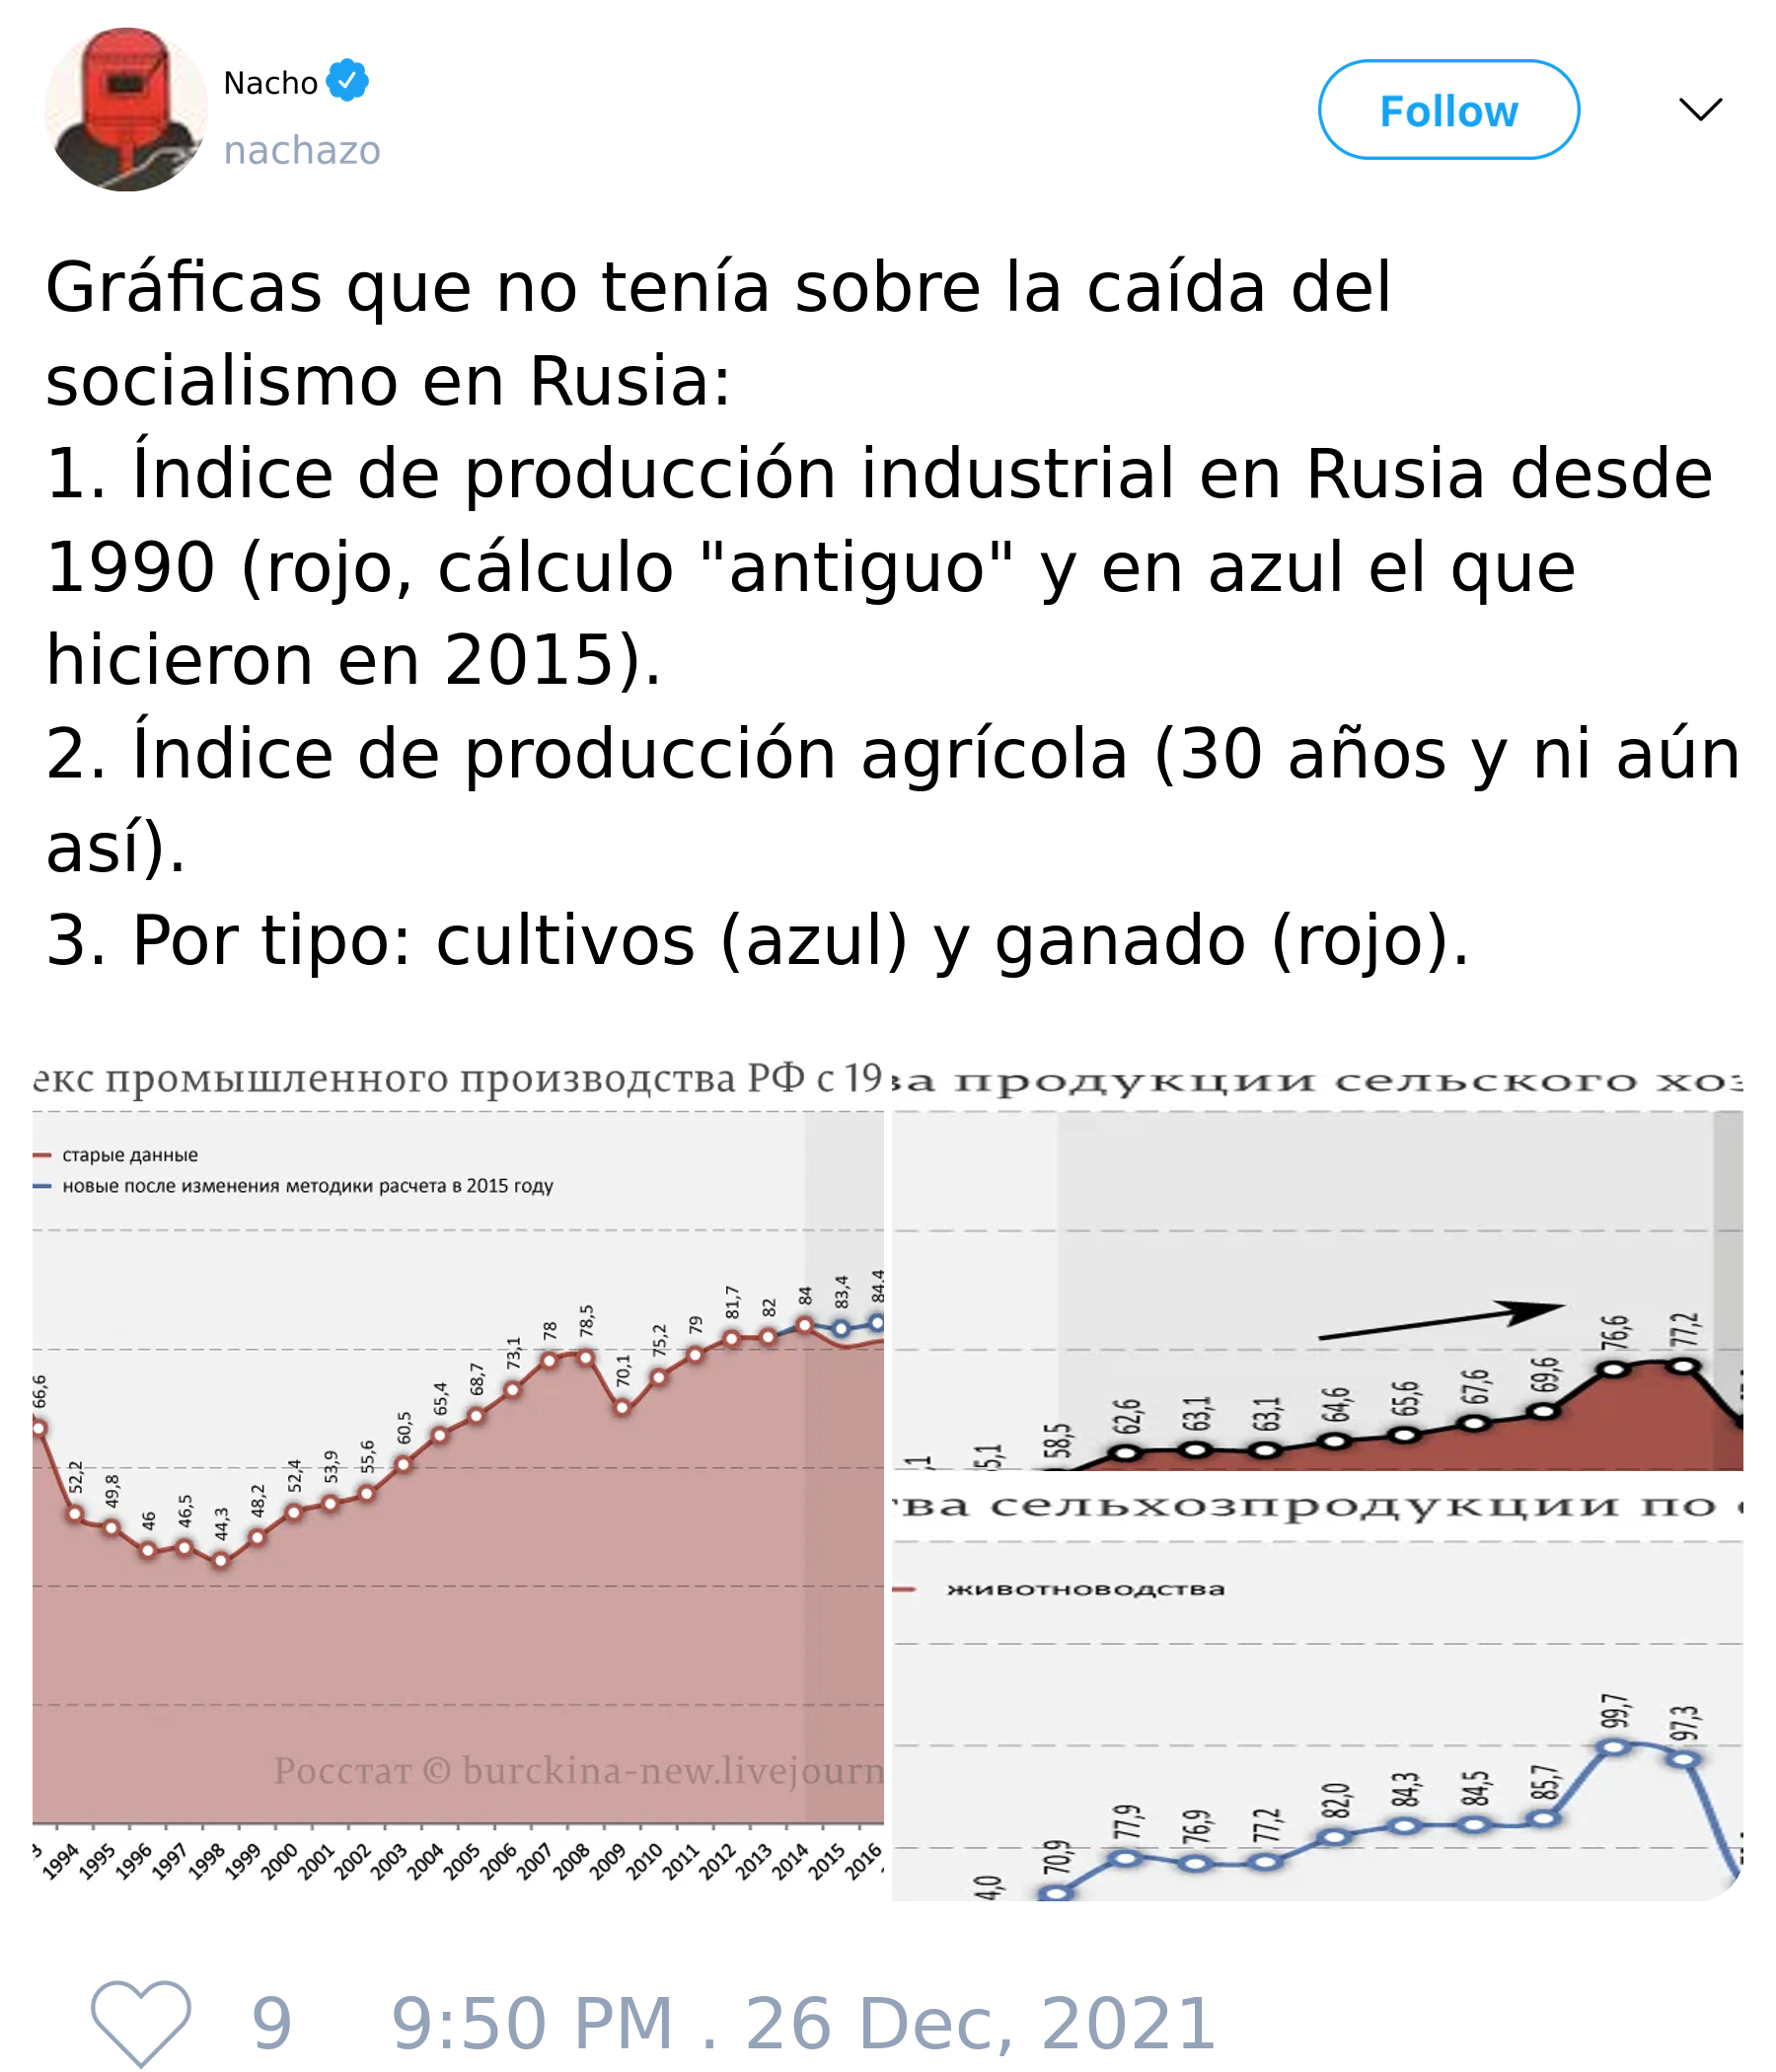 Nacho
nachazo
Follow
Gráficas que no tenía sobre la caída del
socialismo en Rusia:
1. Índice de producción industrial en Rusia desde
1990 (rojo, cálculo "antiguo" y en azul el que
hicieron en 2015).
2. Índice de producción agrícola (30 años y ni aún
así).
3. Por tipo: cultivos (azul) y ganado (rojo).
екс промышленного производства РФ с 19
старые данные
новые после изменения методики расчета в 2015 году
66,6 52,2 49,8 46 46,5 44,3 48,2 52,4 53,9 55,6 60,5 65,4 68,7 73,1 78 78,5 70,1 75,2 79 81,7 82 84 83,4 84,4
Росстат © burckina-new.livejourn
3 1994 1995 1996 1997 1998 1999 2000 2001 2002 2003 2004 2005 2006 2007 2008 2009 2010 2011 2012 2013 2014 2015 2016
ва продукции сельского хоз
,1 5,1 58,5 62,6 63,1 63,1 64,6 65,6 67,6 69,6 76,6 77,2
тва сельхозпродукции по
животноводства
4,0 70,9 77,9 76,9 77,2 82,0 84,3 84,5 85,7 99,7 97,3
9 9:50 PM . 26 Dec, 2021